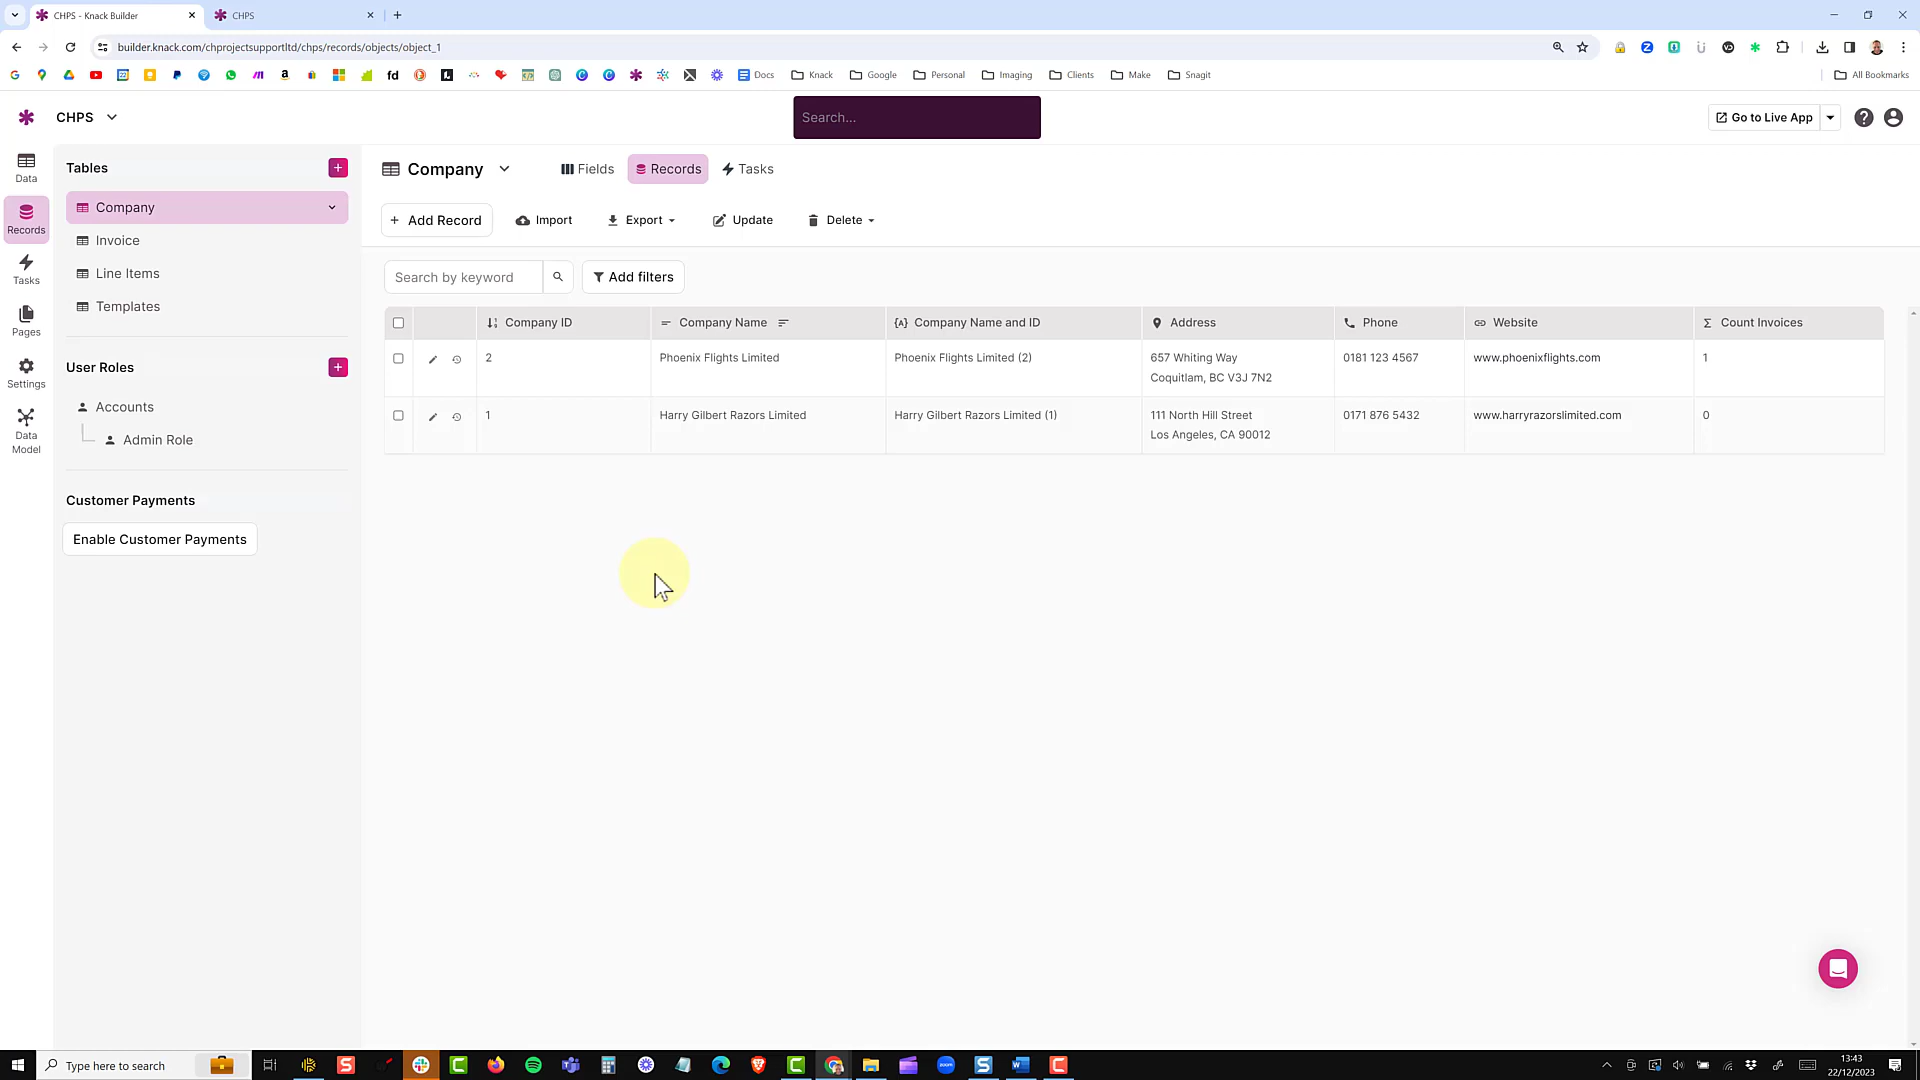 CHPS - Knack Builder
CHPS
builder.knack.com/chprojectsupportltd/chps/records/objects/object_1
Docs
Knack
Google
Personal
Imaging
Clients
Make
Snagit
All Bookmarks
CHPS
Search...
Go to Live App
Data
Records
Tasks
Pages
Settings
Data
Model
Tables
Company
Invoice
Line Items
Templates
User Roles
Accounts
Admin Role
Customer Payments
Enable Customer Payments
Company
Fields
Records
Tasks
+ Add Record
Import
Export
Update
Delete
Search by keyword
Add filters
Company ID
Company Name
{A} Company Name and ID
Address
Phone
Website
Σ Count Invoices
2
Phoenix Flights Limited
Phoenix Flights Limited (2)
657 Whiting Way
Coquitlam, BC V3J 7N2
0181 123 4567
www.phoenixflights.com
1
1
Harry Gilbert Razors Limited
Harry Gilbert Razors Limited (1)
111 North Hill Street
Los Angeles, CA 90012
0171 876 5432
www.harryrazorslimited.com
0
Type here to search
13:43
22/12/2023